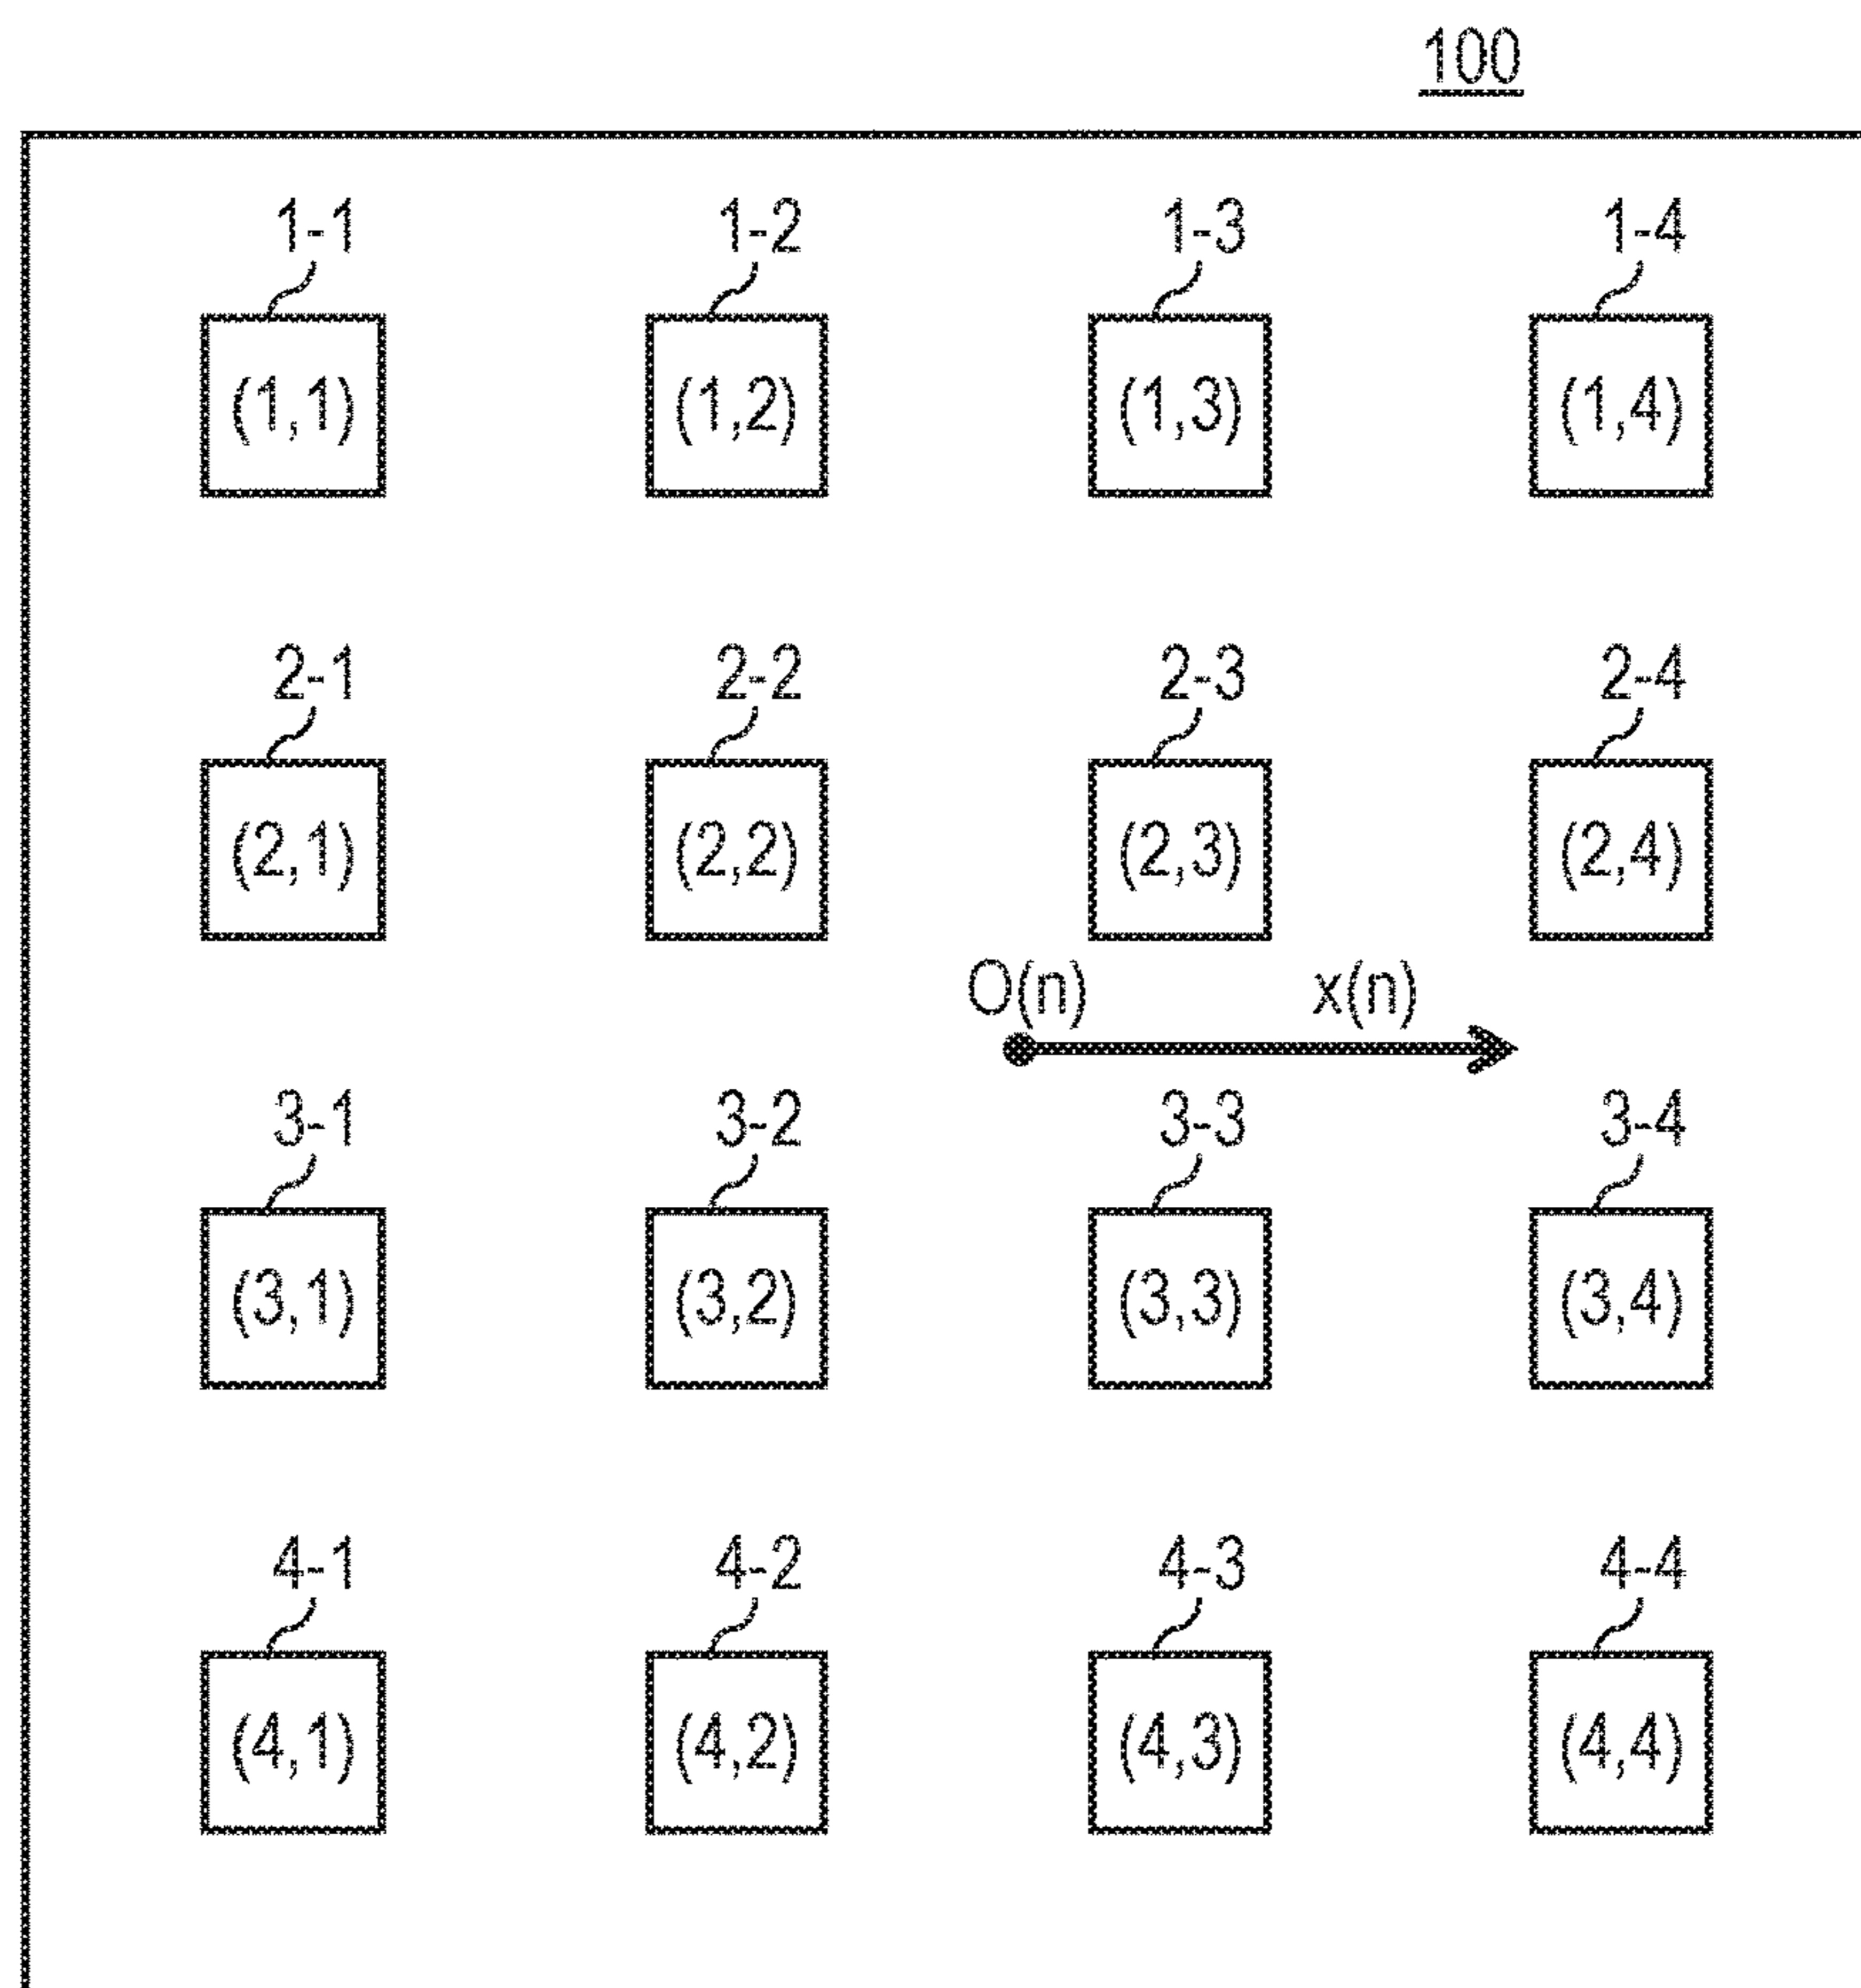 100
1-1 1-2 1-3 1-4
(1,1) (1,2) (1,3) (1,4)
2-1 2-2 2-3 2-4
(2,1) (2,2) (2,3) (2,4)
O(n) x(n)
3-1 3-2 3-3 3-4
(3,1) (3,2) (3,3) (3,4)
4-1 4-2 4-3 4-4
(4,1) (4,2) (4,3) (4,4)